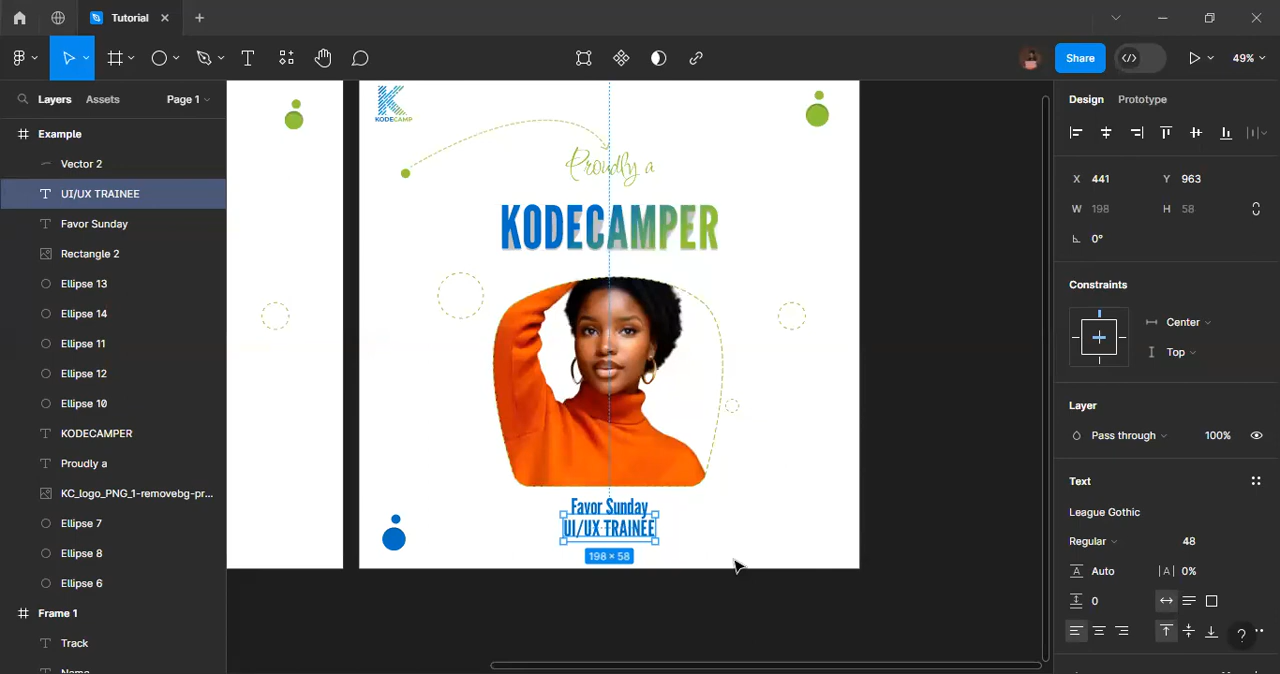 Tutorial
Share
49%
Layers
Assets
Page 1
Example
Vector 2
UI/UX TRAINEE
Favor Sunday
Rectangle 2
Ellipse 13
Ellipse 14
Ellipse 11
Ellipse 12
Ellipse 10
KODECAMPER
Proudly a
KC_logo_PNG_1-removebg-pr...
Ellipse 7
Ellipse 8
Ellipse 6
Frame 1
Track
K
KODECAMP
Proudly a
KODECAMPER
Favor Sunday
UI/UX TRAINEE
198 × 58
Design
Prototype
X 441
Y 963
W 198
H 58
0°
Constraints
Center
Top
Layer
Pass through
100%
Text
League Gothic
Regular
48
Auto
|A| 0%
0
?